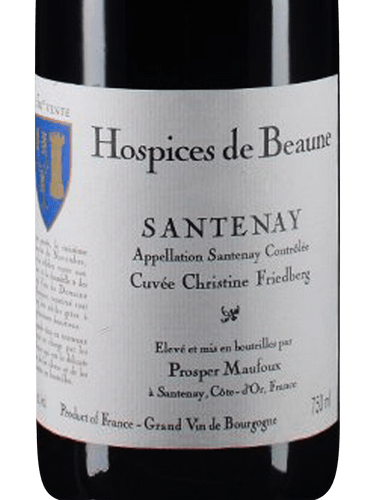 VENTE
Hospices de Beaune
SANTENAY
Appellation Santenay Contrôlée
Cuvée Christine Friedberg
Elevé et mis en bouteilles par
Prosper Maufoux
à Santenay, Côte-d'Or, France
Product of France - Grand Vin de Bourgogne
750 ml